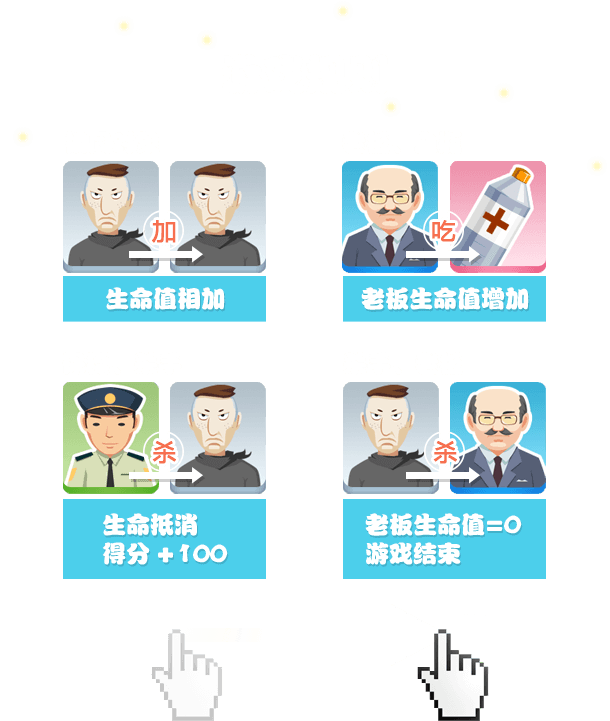 加
吃
生命值相加
老板生命值增加
杀
杀
生命抵消
得分+100
老板生命值=0
游戏结束